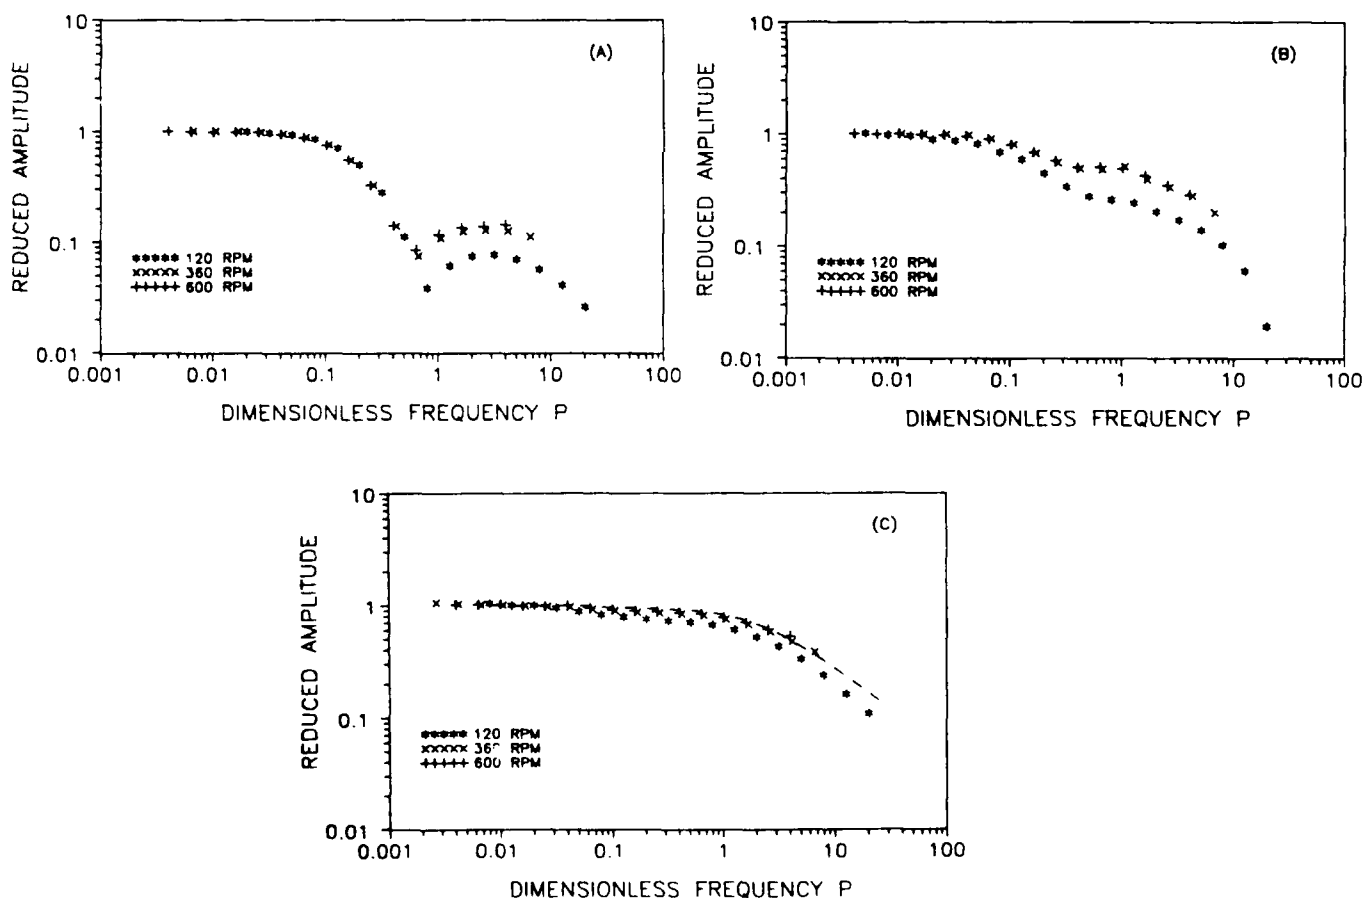 (A)
10
1
0.1
0.01
REDUCED AMPLITUDE
***** 120 RPM
××××× 360 RPM
+++++ 600 RPM
0.001 0.01 0.1 1 10 100
DIMENSIONLESS FREQUENCY P
(B)
10
1
0.1
0.01
REDUCED AMPLITUDE
***** 120 RPM
××××× 360 RPM
+++++ 600 RPM
0.001 0.01 0.1 1 10 100
DIMENSIONLESS FREQUENCY P
(C)
10
1
0.1
0.01
REDUCED AMPLITUDE
***** 120 RPM
××××× 36 RPM
+++++ 600 RPM
0.001 0.01 0.1 1 10 100
DIMENSIONLESS FREQUENCY P